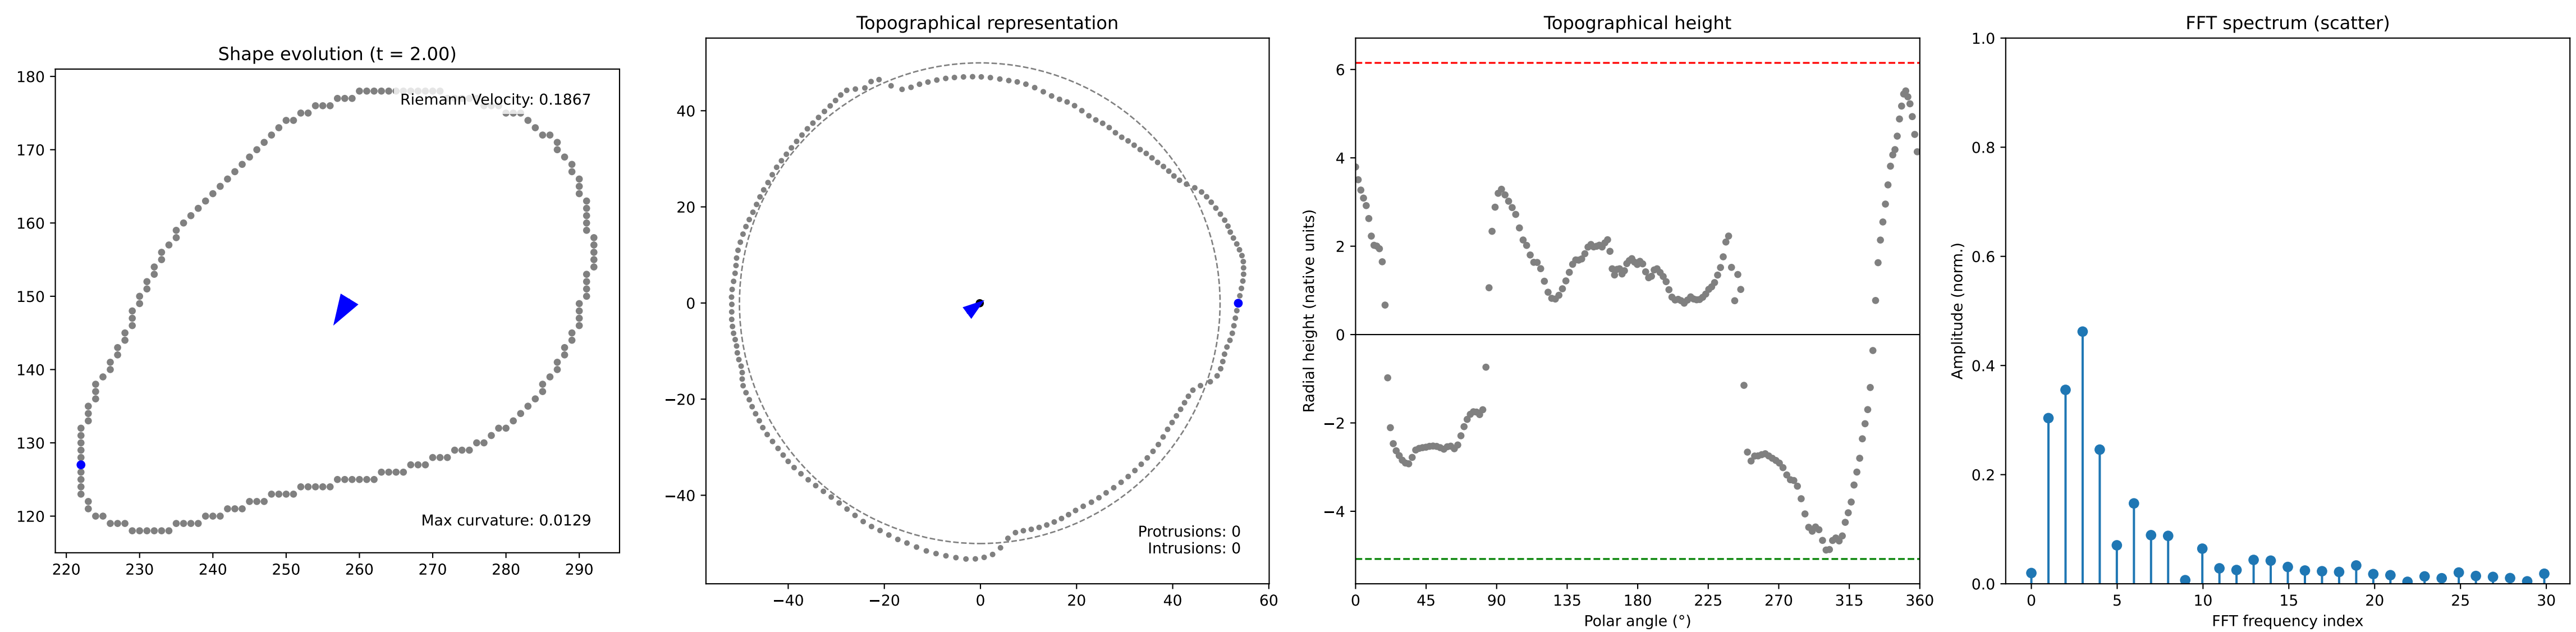 Shape evolution (t = 2.00)
180
170
160
150
140
130
120
220 230 240 250 260 270 280 290
Riemann Velocity: 0.1867
Max curvature: 0.0129
Topographical representation
40
20
0
−20
−40
−40 −20 0 20 40 60
Protrusions: 0
Intrusions: 0
Topographical height
Radial height (native units)
6
4
2
0
−2
−4
0 45 90 135 180 225 270 315 360
Polar angle (°)
FFT spectrum (scatter)
Amplitude (norm.)
1.0
0.8
0.6
0.4
0.2
0.0
0 5 10 15 20 25 30
FFT frequency index